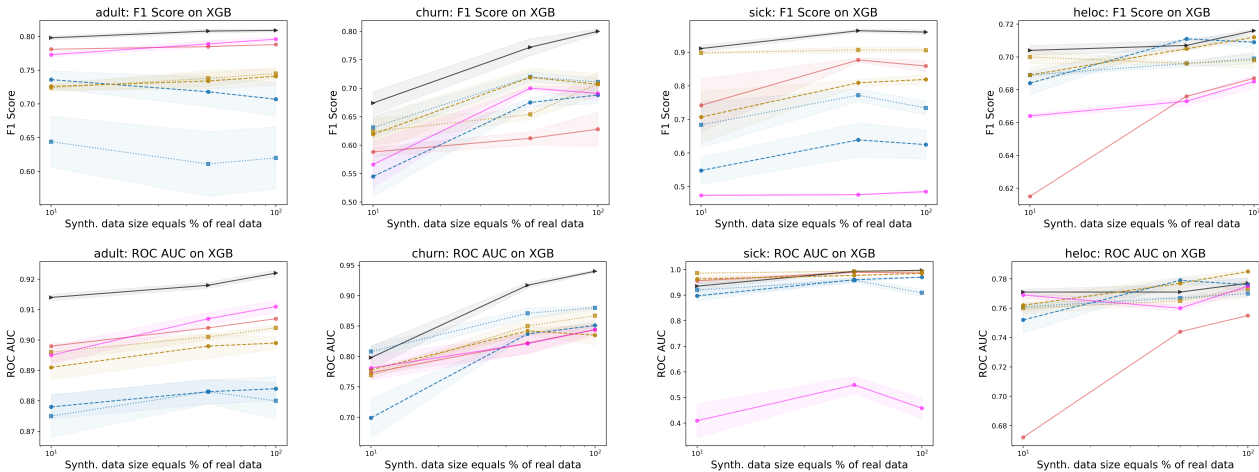 adult: F1 Score on XGB
F1 Score
0.80
0.75
0.70
0.65
0.60
10¹
10²
Synth. data size equals % of real data
churn: F1 Score on XGB
F1 Score
0.80
0.75
0.70
0.65
0.60
0.55
0.50
10¹
10²
Synth. data size equals % of real data
sick: F1 Score on XGB
F1 Score
0.9
0.8
0.7
0.6
0.5
10¹
10²
Synth. data size equals % of real data
heloc: F1 Score on XGB
F1 Score
0.72
0.70
0.68
0.66
0.64
0.62
10¹
10²
Synth. data size equals % of real data
adult: ROC AUC on XGB
ROC AUC
0.92
0.91
0.90
0.89
0.88
0.87
10¹
10²
Synth. data size equals % of real data
churn: ROC AUC on XGB
ROC AUC
0.95
0.90
0.85
0.80
0.75
0.70
10¹
10²
Synth. data size equals % of real data
sick: ROC AUC on XGB
ROC AUC
1.0
0.9
0.8
0.7
0.6
0.5
0.4
10¹
10²
Synth. data size equals % of real data
heloc: ROC AUC on XGB
ROC AUC
0.78
0.76
0.74
0.72
0.70
0.68
10¹
10²
Synth. data size equals % of real data